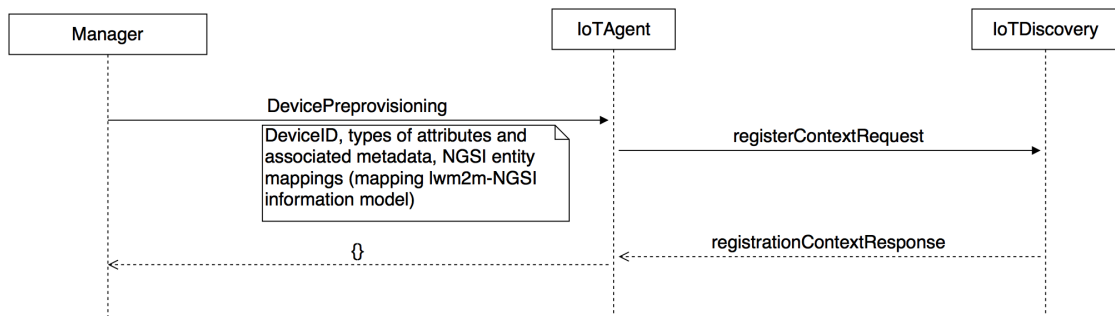 Manager
IoTAgent
IoTDiscovery
DevicePreprovisioning
DeviceID, types of attributes and
associated metadata, NGSI entity
mappings (mapping lwm2m-NGSI
information model)
registerContextRequest
registrationContextResponse
{}